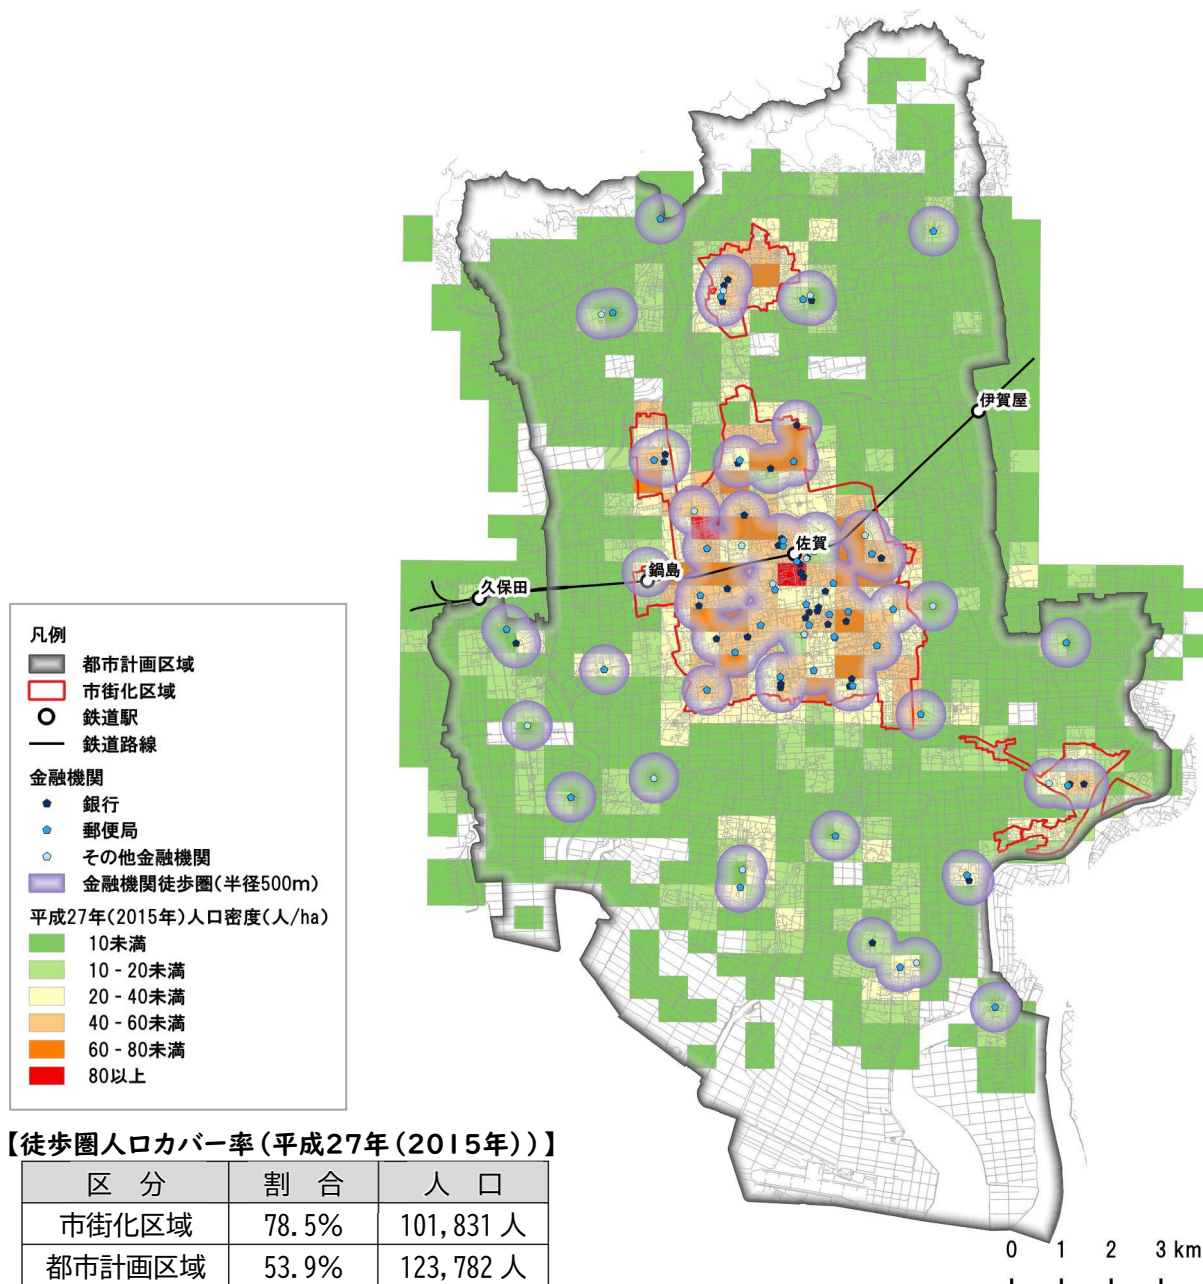 伊賀屋
佐賀
鍋島
久保田
凡例
都市計画区域
市街化区域
鉄道駅
鉄道路線
金融機関
銀行
郵便局
その他金融機関
金融機関徒歩圏(半径500m)
平成27年(2015年)人口密度(人/ha)
10未満
10 - 20未満
20 - 40未満
40 - 60未満
60 - 80未満
80以上
【徒歩圏人口カバー率(平成27年(2015年))】
区 分 割 合 人 口
市街化区域 78.5% 101,831 人
都市計画区域 53.9% 123,782 人
0 1 2 3 km